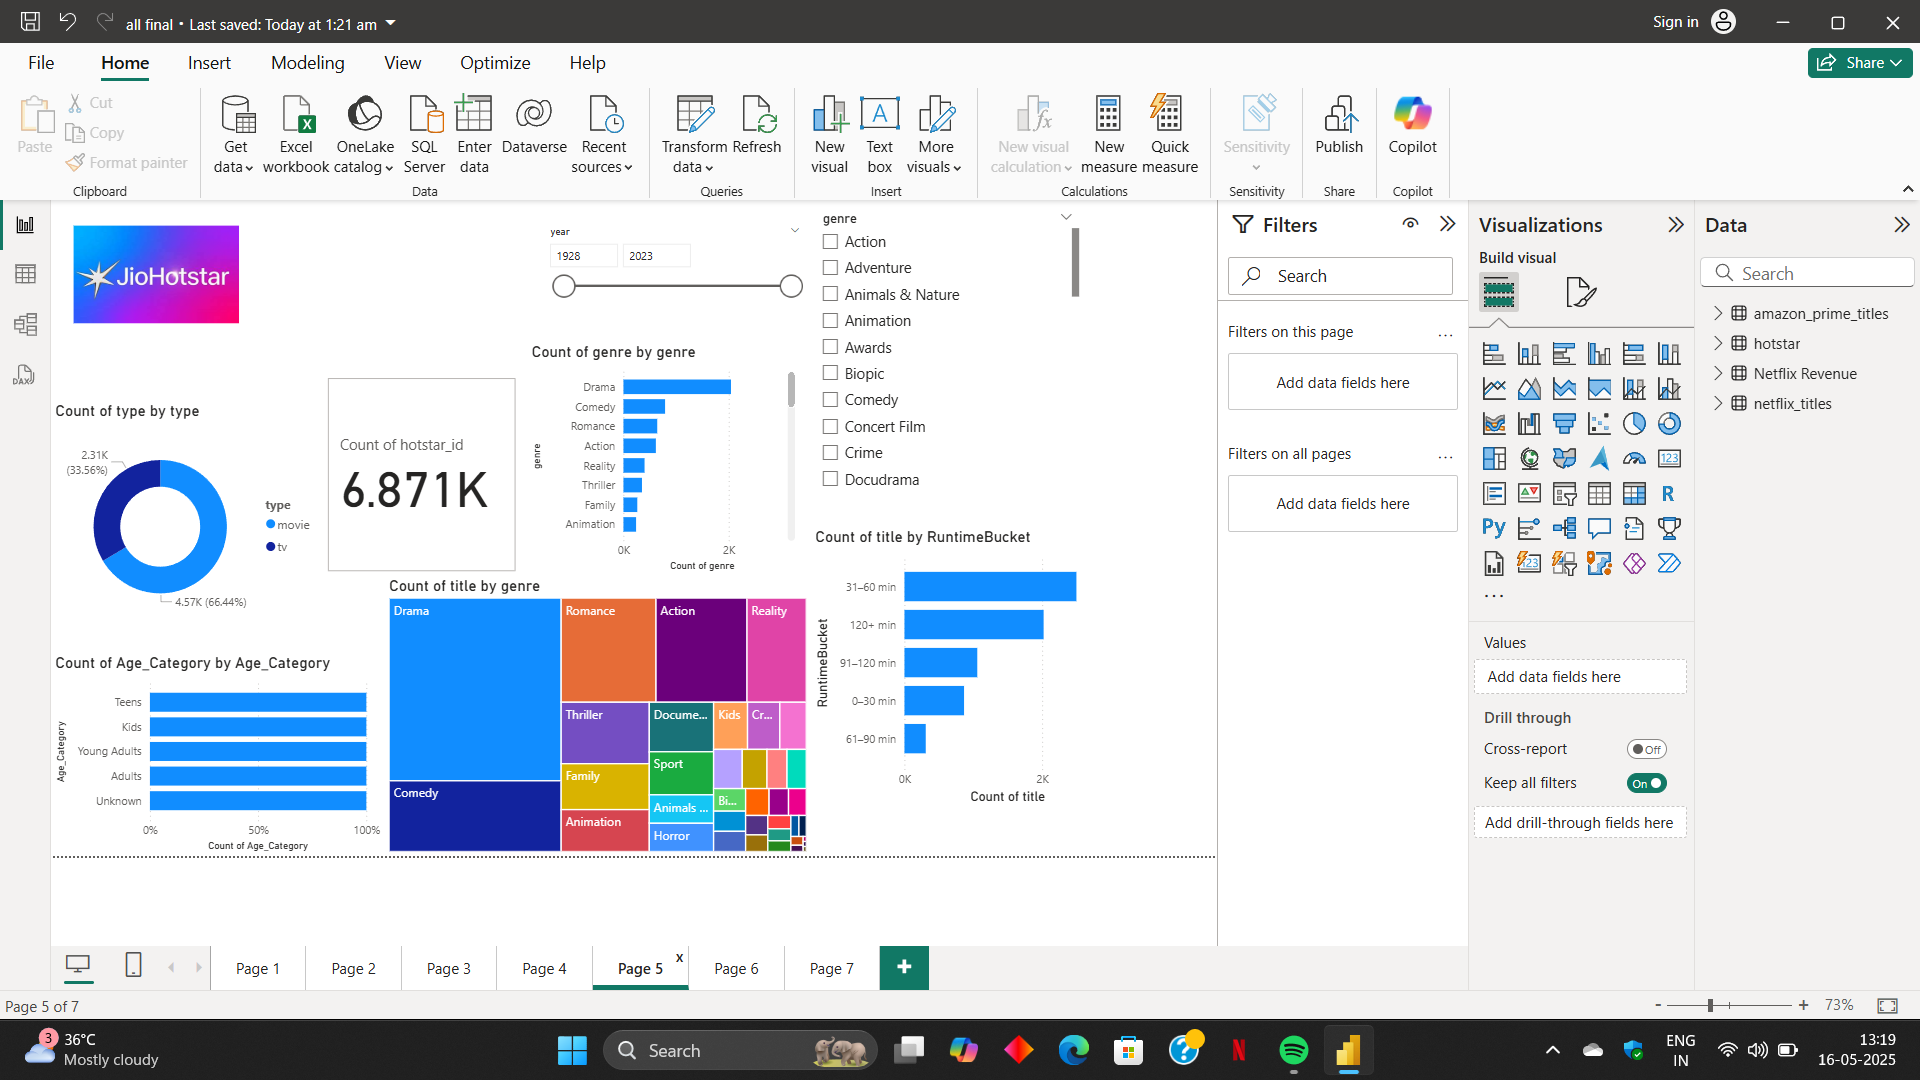 all final • Last saved: Today at 1:21 am
Sign in
File
Home
Insert
Modeling
View
Optimize
Help
Share
Paste
Cut
Copy
Format painter
Clipboard
Get data
Excel workbook
OneLake catalog
SQL Server
Enter data
Dataverse
Recent sources
Data
Transform data
Refresh
Queries
New visual
Text box
More visuals
Insert
New visual calculation
New measure
Quick measure
Calculations
Sensitivity
Sensitivity
Publish
Share
Copilot
Copilot
JioHotstar
year
1928
2023
genre
Action
Adventure
Animals & Nature
Animation
Awards
Biopic
Comedy
Concert Film
Crime
Docudrama
Count of type by type
2.31K
(33.56%)
4.57K (66.44%)
type
movie
tv
Count of hotstar_id
6.871K
Count of genre by genre
genre
Drama
Comedy
Romance
Action
Reality
Thriller
Family
Animation
0K
2K
Count of genre
Count of title by RuntimeBucket
RuntimeBucket
31–60 min
120+ min
91–120 min
0–30 min
61–90 min
0K
2K
Count of title
Count of title by genre
Drama
Comedy
Romance
Action
Reality
Thriller
Family
Animation
Docume...
Kids
Cr...
Sport
Animals ...
Bi...
Horror
Count of Age_Category by Age_Category
Age_Category
Teens
Kids
Young Adults
Adults
Unknown
0%
50%
100%
Count of Age_Category
Filters
Search
Filters on this page
...
Add data fields here
Filters on all pages
...
Add data fields here
Visualizations
Build visual
123
R
Py
123
...
Values
Add data fields here
Drill through
Cross-report
Off
Keep all filters
On
Add drill-through fields here
Data
Search
amazon_prime_titles
hotstar
Netflix Revenue
netflix_titles
DAX
Page 1
Page 2
Page 3
Page 4
Page 5
x
Page 6
Page 7
+
Page 5 of 7
-
+
73%
3
36°C
Mostly cloudy
Search
N
ENG
IN
13:19
16-05-2025